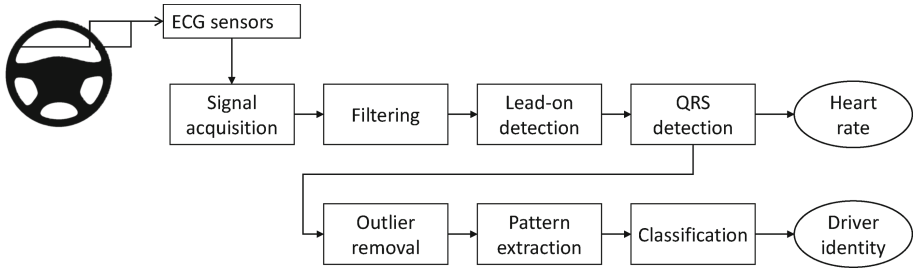 ECG sensors
Signal
acquisition
Filtering
Lead-on
detection
QRS
detection
Heart
rate
Outlier
removal
Pattern
extraction
Classification
Driver
identity